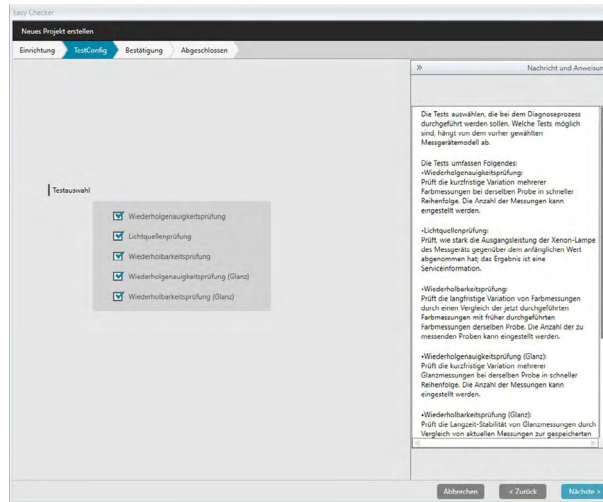 Easy Checker
Neues Projekt erstellen
Einrichtung
TestConfig
Bestätigung
Abgeschlossen
Testauswahl
Wiederholgenauigkeitsprüfung
Lichtquellenprüfung
Wiederholbarkeitsprüfung
Wiederholgenauigkeitsprüfung (Glanz)
Wiederholbarkeitsprüfung (Glanz)
» Nachricht und Anweisun
Die Tests auswählen, die bei dem Diagnoseprozess
durchgeführt werden sollen. Welche Tests möglich
sind, hängt von dem vorher gewählten
Messgerätemodell ab.
Die Tests umfassen Folgendes:
•Wiederholgenauigkeitsprüfung:
Prüft die kurzfristige Variation mehrerer
Farbmessungen bei derselben Probe in schneller
Reihenfolge. Die Anzahl der Messungen kann
eingestellt werden.
•Lichtquellenprüfung:
Prüft, wie stark die Ausgangsleistung der Xenon-Lampe
des Messgeräts gegenüber dem anfänglichen Wert
abgenommen hat; das Ergebnis ist eine
Serviceinformation.
•Wiederholbarkeitsprüfung:
Prüft die langfristige Variation von Farbmessungen
durch einen Vergleich der jetzt durchgeführten
Farbmessungen mit früher durchgeführten
Farbmessungen derselben Probe. Die Anzahl der zu
messenden Proben kann eingestellt werden.
•Wiederholgenauigkeitsprüfung (Glanz):
Prüft die kurzfristige Variation mehrerer
Glanzmessungen bei derselben Probe in schneller
Reihenfolge. Die Anzahl der Messungen kann
eingestellt werden.
•Wiederholbarkeitsprüfung (Glanz):
Prüft die Langzeit-Stabilität von Glanzmessungen durch
Vergleich von aktuellen Messungen zur gespeicherten
Abbrechen
< Zurück
Nächste >